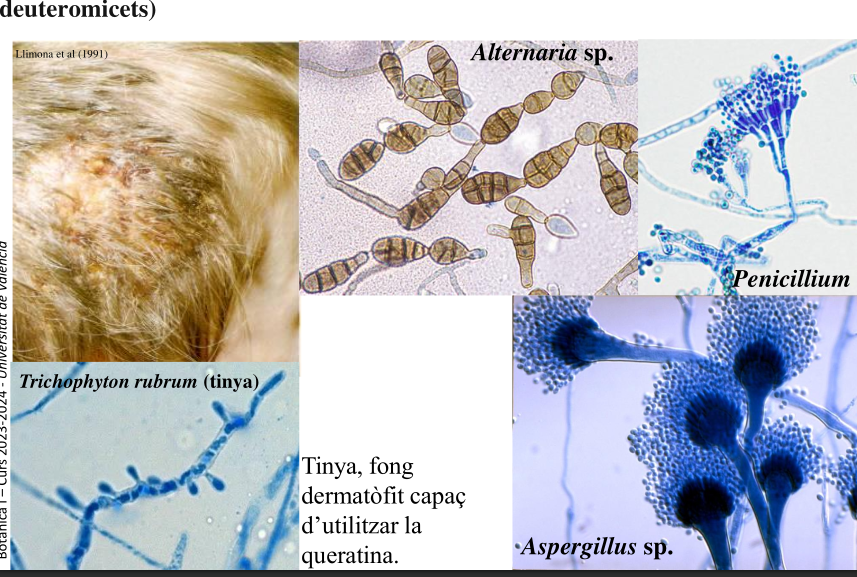 deuteromicets)
Llimona et al (1991)
Alternaria sp.
Penicillium
Trichophyton rubrum (tinya)
Tinya, fong
dermatòfit capaç
d’utilitzar la
queratina.
Aspergillus sp.
Botànica I – Curs 2023-2024 - Universitat de València